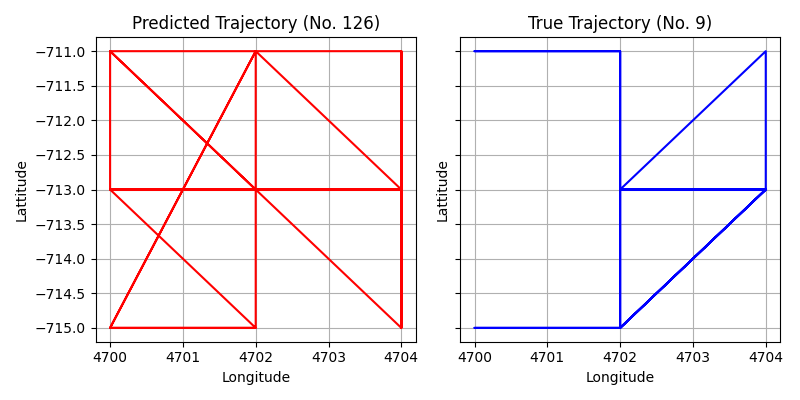 Predicted Trajectory (No. 126)
True Trajectory (No. 9)
−711.0
−711.5
−712.0
−712.5
−713.0
−713.5
−714.0
−714.5
−715.0
Lattitude
Lattitude
4700 4701 4702 4703 4704
4700 4701 4702 4703 4704
Longitude
Longitude